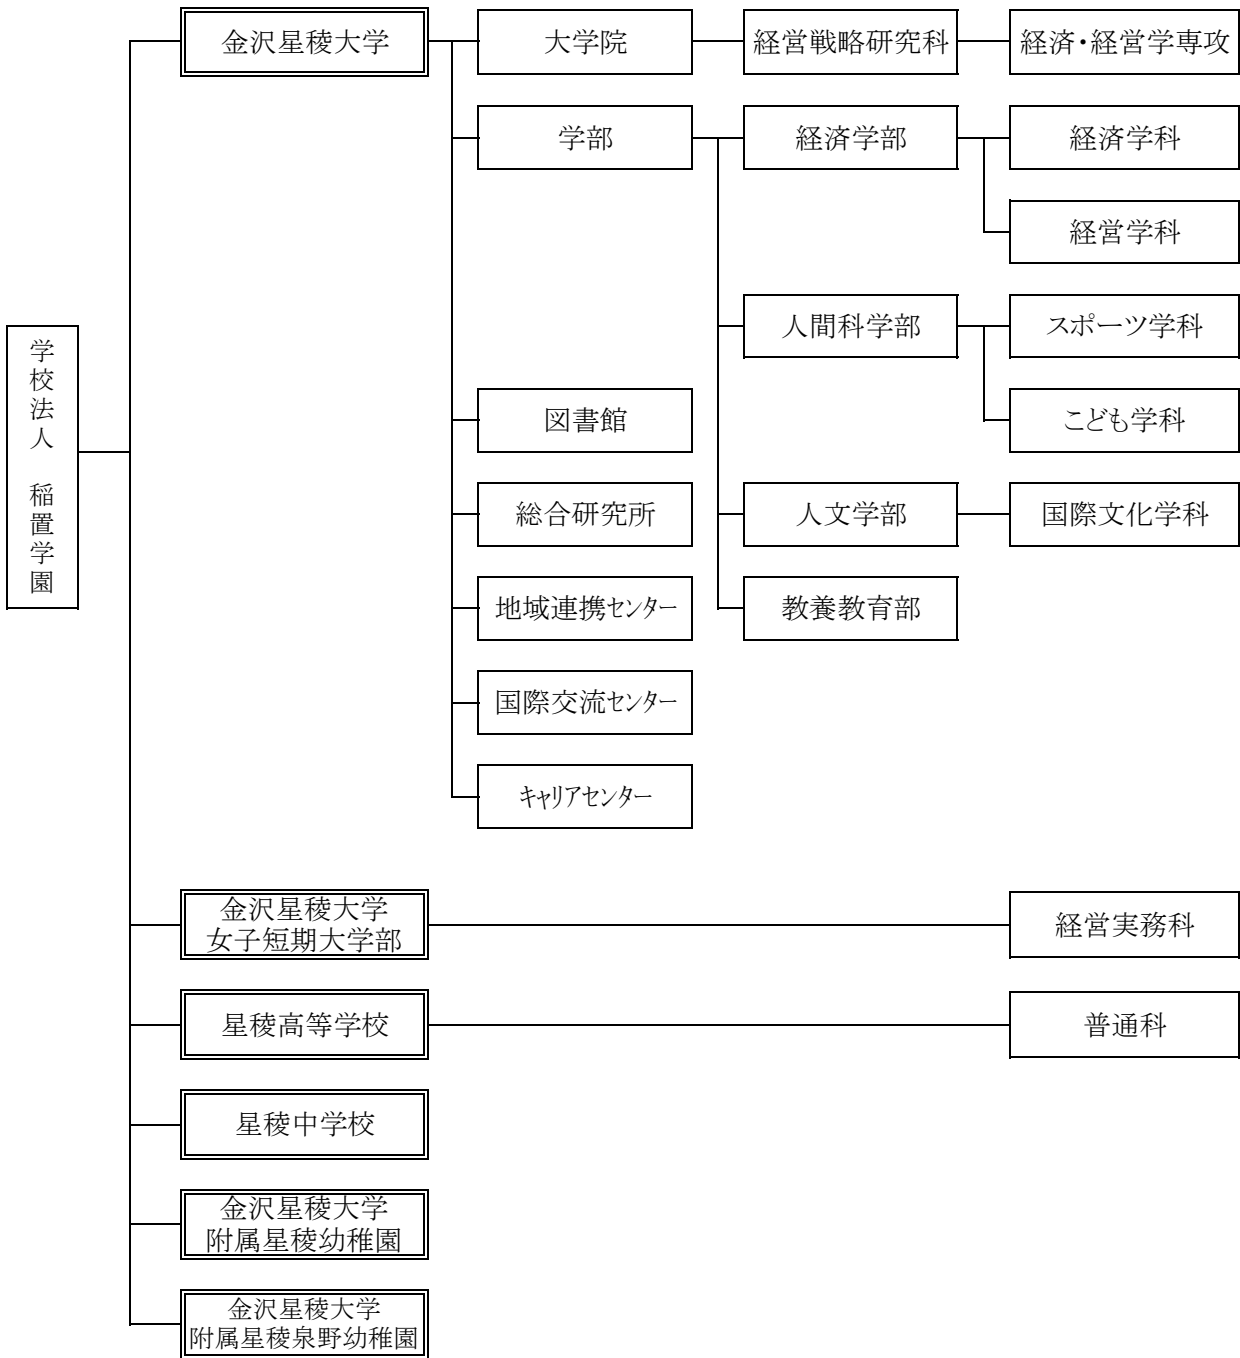 学校法人　稲置学園
金沢星稜大学
大学院
経営戦略研究科
経済・経営学専攻
学部
経済学部
経済学科
経営学科
人間科学部
スポーツ学科
こども学科
人文学部
国際文化学科
教養教育部
図書館
総合研究所
地域連携センター
国際交流センター
キャリアセンター
金沢星稜大学
女子短期大学部
経営実務科
星稜高等学校
普通科
星稜中学校
金沢星稜大学
附属星稜幼稚園
金沢星稜大学
附属星稜泉野幼稚園